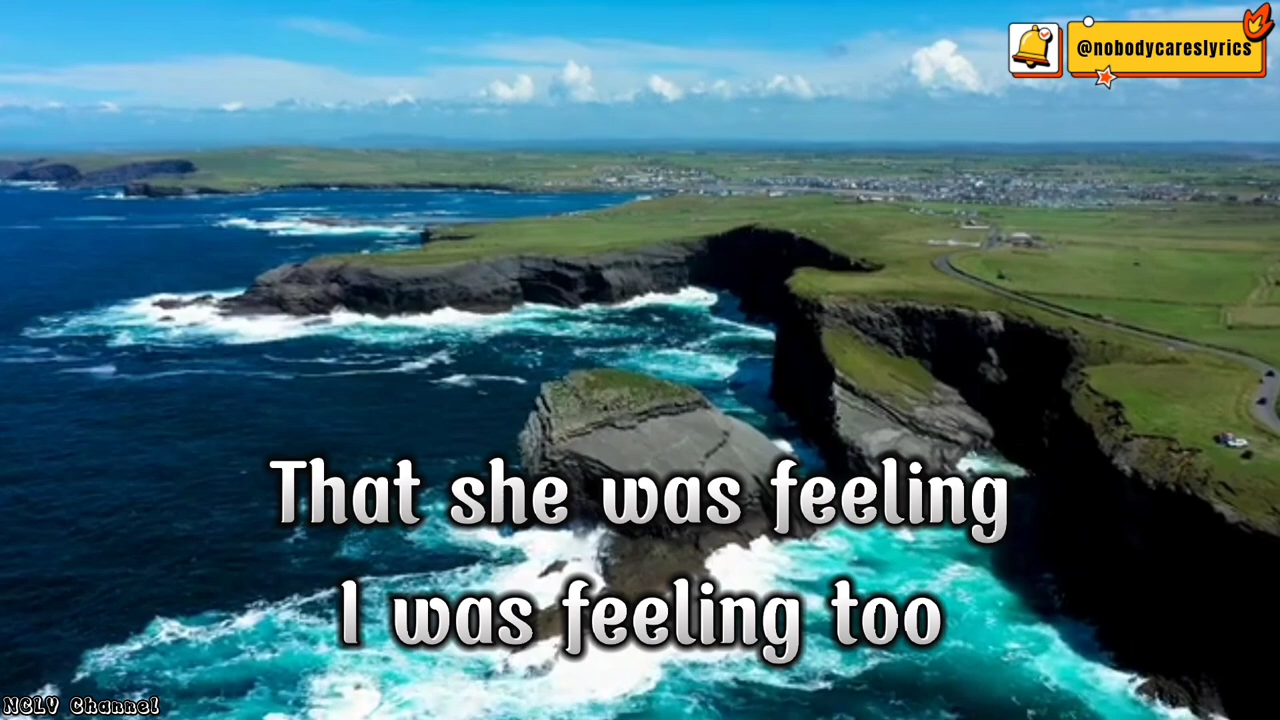 @nobodycareslyrics
That she was feeling
I was feeling too
NCLV Channel